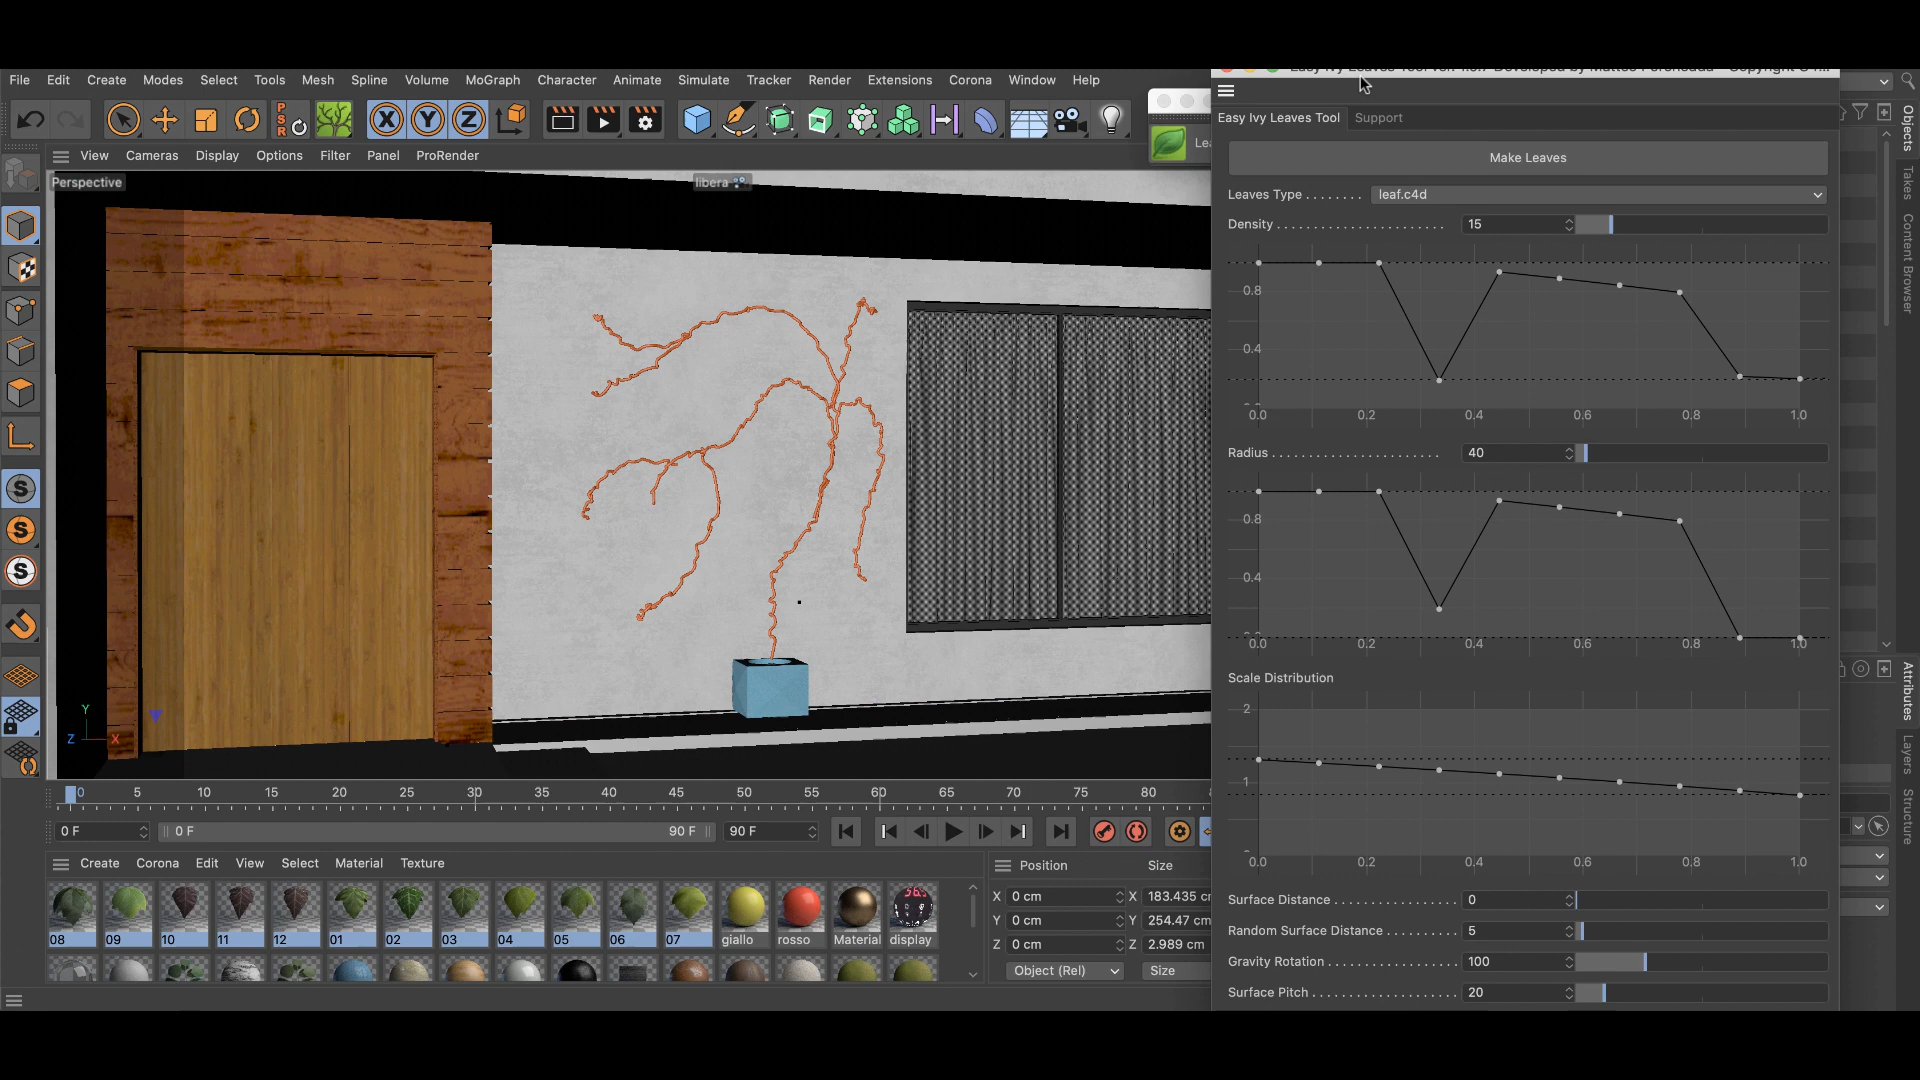 File Edit Create Modes Select Tools Mesh Spline Volume MoGraph Character Animate Simulate Tracker Render Extensions Corona Window Help
PSR
X Y Z
View Cameras Display Options Filter Panel ProRender
Perspective
libera
Y
Z X
S
S
S
0 5 10 15 20 25 30 35 40 45 50 55 60 65 70 75 80
0 F 0 F 90 F 90 F
Create Corona Edit View Select Material Texture
08 09 10 11 12 01 02 03 04 05 06 07 giallo rosso Material display
Position Size
X 0 cm X 183.435 cm
Y 0 cm Y 254.47 cm
Z 0 cm Z 2.989 cm
Object (Rel) Size
Lea
Easy Ivy Leaves Tool Support
Make Leaves
Leaves Type leaf.c4d
Density 15
0.8
0.4
0.0 0.2 0.4 0.6 0.8 1.0
Radius 40
0.8
0.4
0.0 0.2 0.4 0.6 0.8 1.0
Scale Distribution
2
1
0.0 0.2 0.4 0.6 0.8 1.0
Surface Distance 0
Random Surface Distance 5
Gravity Rotation 100
Surface Pitch 20
Objects
Takes
Content Browser
Attributes
Layers
Structure